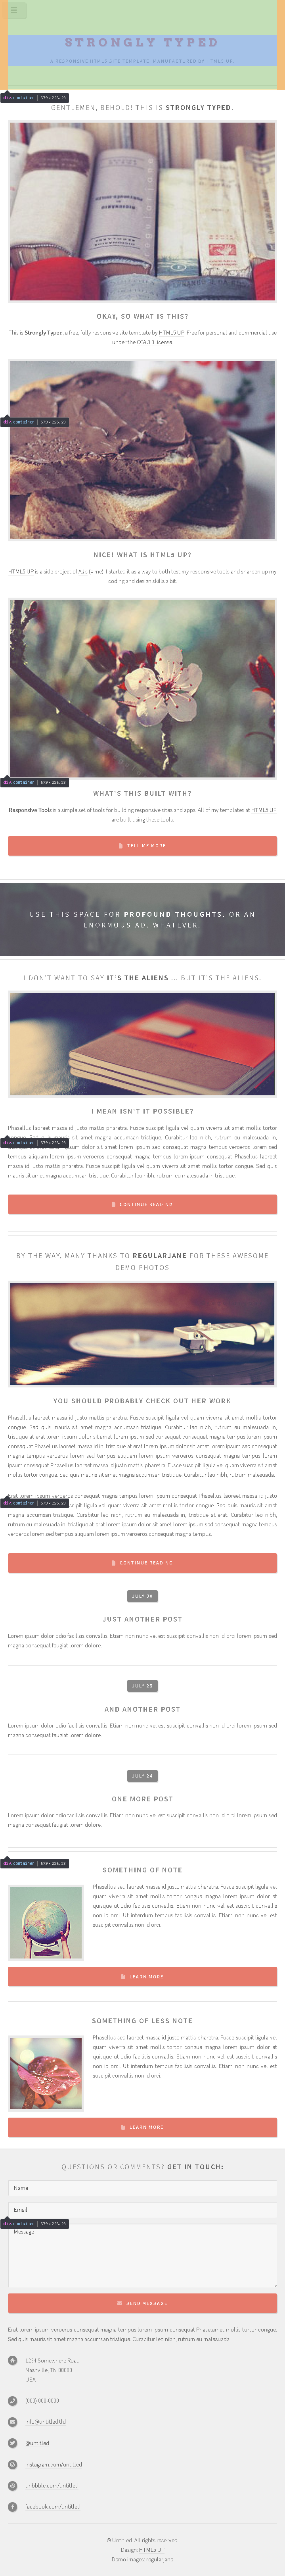 STRONGLY TYPED
A RESPONSIVE HTML5 SITE TEMPLATE. MANUFACTURED BY HTML5 UP.
div.container | 679 × 226.23
GENTLEMEN, BEHOLD! THIS IS STRONGLY TYPED!
OKAY, SO WHAT IS THIS?
This is Strongly Typed, a free, fully responsive site template by HTML5 UP. Free for personal and commercial use
under the CCA 3.0 license.
div.container | 679 × 226.23
NICE! WHAT IS HTML5 UP?
HTML5 UP is a side project of AJ's (= me). I started it as a way to both test my responsive tools and sharpen up my
coding and design skills a bit.
div.container | 679 × 226.23
WHAT'S THIS BUILT WITH?
Responsive Tools is a simple set of tools for building responsive sites and apps. All of my templates at HTML5 UP
are built using these tools.
TELL ME MORE
USE THIS SPACE FOR PROFOUND THOUGHTS. OR AN
ENORMOUS AD. WHATEVER.
I DON'T WANT TO SAY IT'S THE ALIENS ... BUT IT'S THE ALIENS.
I MEAN ISN'T IT POSSIBLE?
Phasellus laoreet massa id justo mattis pharetra. Fusce suscipit ligula vel quam viverra sit amet mollis tortor
congue. Sed quis mauris sit amet magna accumsan tristique. Curabitur leo nibh, rutrum eu malesuada in,
div.container | 679 × 226.23
ipsum dolor sit amet lorem ipsum sed consequat magna tempus veroeros lorem sed
tempus aliquam lorem ipsum veroeros consequat magna tempus lorem ipsum consequat Phasellus laoreet
massa id justo mattis pharetra. Fusce suscipit ligula vel quam viverra sit amet mollis tortor congue. Sed quis
mauris sit amet magna accumsan tristique. Curabitur leo nibh, rutrum eu malesuada in tristique.
CONTINUE READING
BY THE WAY, MANY THANKS TO REGULARJANE FOR THESE AWESOME
DEMO PHOTOS
YOU SHOULD PROBABLY CHECK OUT HER WORK
Phasellus laoreet massa id justo mattis pharetra. Fusce suscipit ligula vel quam viverra sit amet mollis tortor
congue. Sed quis mauris sit amet magna accumsan tristique. Curabitur leo nibh, rutrum eu malesuada in,
tristique at erat lorem ipsum dolor sit amet lorem ipsum sed consequat consequat magna tempus lorem ipsum
consequat Phasellus laoreet massa id in, tristique at erat lorem ipsum dolor sit amet lorem ipsum sed consequat
magna tempus veroeros lorem sed tempus aliquam lorem ipsum veroeros consequat magna tempus lorem
ipsum consequat Phasellus laoreet massa id justo mattis pharetra. Fusce suscipit ligula vel quam viverra sit amet
mollis tortor congue. Sed quis mauris sit amet magna accumsan tristique. Curabitur leo nibh, rutrum malesuada.
Erat lorem ipsum veroeros consequat magna tempus lorem ipsum consequat Phasellus laoreet massa id justo
div.container | 679 × 226.23
suscipit ligula vel quam viverra sit amet mollis tortor congue. Sed quis mauris sit amet
magna accumsan tristique. Curabitur leo nibh, rutrum eu malesuada in, tristique at erat. Curabitur leo nibh,
rutrum eu malesuada in, tristique at erat lorem ipsum dolor sit amet lorem ipsum sed consequat magna tempus
veroeros lorem sed tempus aliquam lorem ipsum veroeros consequat magna tempus.
CONTINUE READING
JULY 30
JUST ANOTHER POST
Lorem ipsum dolor odio facilisis convallis. Etiam non nunc vel est suscipit convallis non id orci lorem ipsum sed
magna consequat feugiat lorem dolore.
JULY 28
AND ANOTHER POST
Lorem ipsum dolor odio facilisis convallis. Etiam non nunc vel est suscipit convallis non id orci lorem ipsum sed
magna consequat feugiat lorem dolore.
JULY 24
ONE MORE POST
Lorem ipsum dolor odio facilisis convallis. Etiam non nunc vel est suscipit convallis non id orci lorem ipsum sed
magna consequat feugiat lorem dolore.
div.container | 679 × 226.23
SOMETHING OF NOTE
Phasellus sed laoreet massa id justo mattis pharetra. Fusce suscipit ligula vel
quam viverra sit amet mollis tortor congue magna lorem ipsum dolor et
quisque ut odio facilisis convallis. Etiam non nunc vel est suscipit convallis
non id orci. Ut interdum tempus facilisis convallis. Etiam non nunc vel est
suscipit convallis non id orci.
LEARN MORE
SOMETHING OF LESS NOTE
Phasellus sed laoreet massa id justo mattis pharetra. Fusce suscipit ligula vel
quam viverra sit amet mollis tortor congue magna lorem ipsum dolor et
quisque ut odio facilisis convallis. Etiam non nunc vel est suscipit convallis
non id orci. Ut interdum tempus facilisis convallis. Etiam non nunc vel est
suscipit convallis non id orci.
LEARN MORE
QUESTIONS OR COMMENTS? GET IN TOUCH:
Name
Email
div.container | 679 × 226.23
Message
SEND MESSAGE
Erat lorem ipsum veroeros consequat magna tempus lorem ipsum consequat Phaselamet mollis tortor congue.
Sed quis mauris sit amet magna accumsan tristique. Curabitur leo nibh, rutrum eu malesuada.
1234 Somewhere Road
Nashville, TN 00000
USA
(000) 000-0000
info@untitled.tld
@untitled
instagram.com/untitled
dribbble.com/untitled
facebook.com/untitled
© Untitled. All rights reserved.
Design: HTML5 UP
Demo images: regularjane